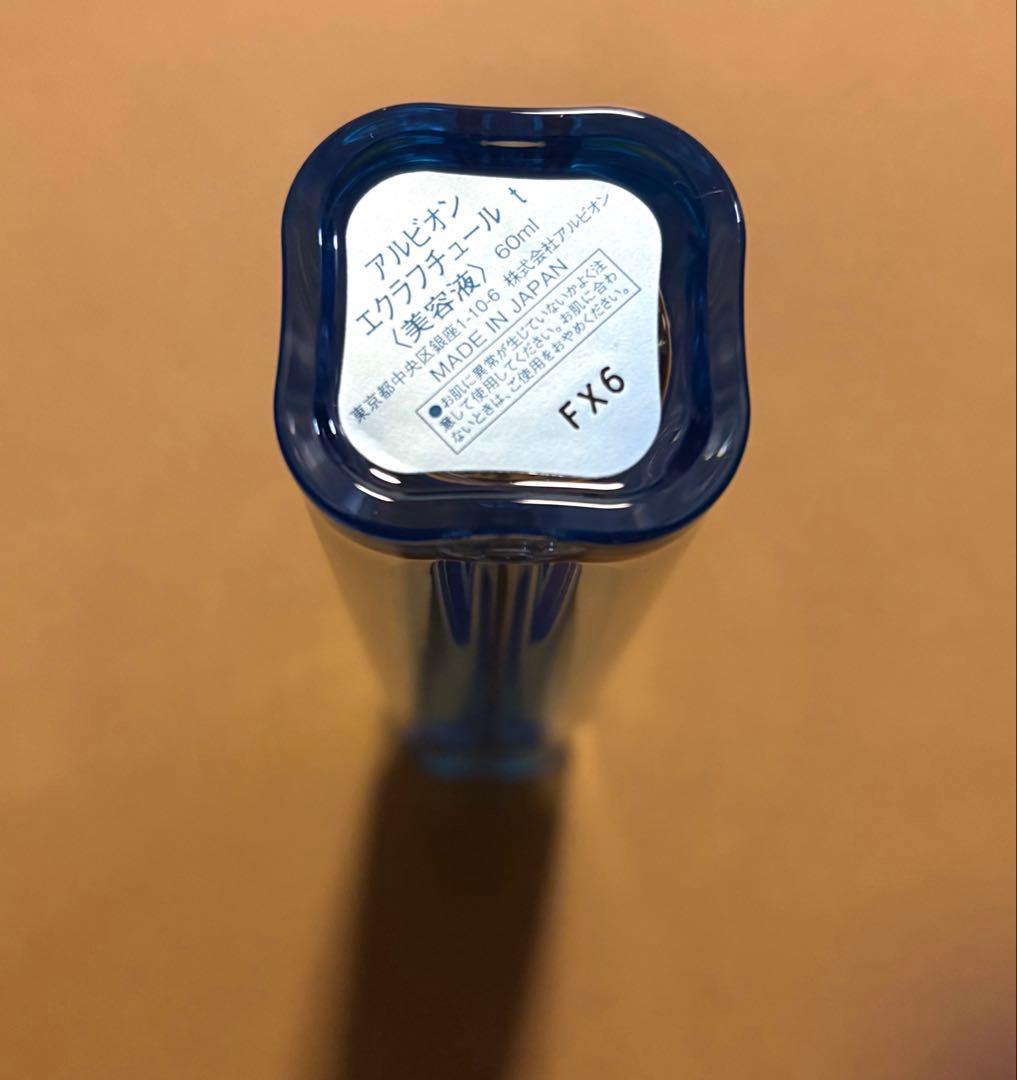 アルビオン
エクラフチュール t
〈美容液〉 60ml
東京都中央区銀座1-10-6 株式会社アルビオン
MADE IN JAPAN
●お肌に異常が生じていないかよく注
意して使用してください。お肌に合わ
ないときは、ご使用をおやめください。
FX6